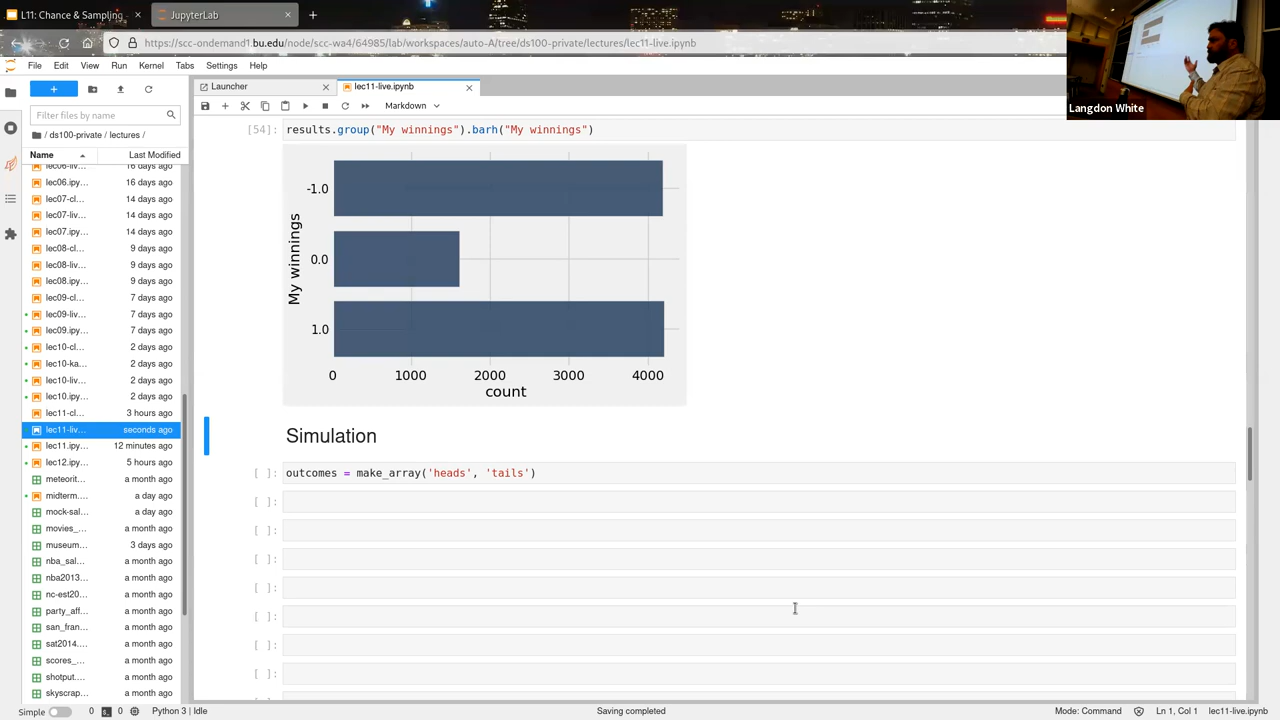 L11: Chance & Sampling -
JupyterLab
https://scc-ondemand1.bu.edu/node/scc-wa4/64985/lab/workspaces/auto-A/tree/ds100-private/lectures/lec11-live.ipynb
Langdon White
File Edit View Run Kernel Tabs Settings Help
Launcher
lec11-live.ipynb
Markdown
Filter files by name
/ ds100-private / lectures /
Name Last Modified
lec06-liv... 16 days ago
lec06.ipy... 16 days ago
lec07-cl... 14 days ago
lec07-liv... 14 days ago
lec07.ipy... 14 days ago
lec08-cl... 9 days ago
lec08-liv... 9 days ago
lec08.ipy... 9 days ago
lec09-cl... 7 days ago
lec09-liv... 7 days ago
lec09.ipy... 7 days ago
lec10-cl... 2 days ago
lec10-ka... 2 days ago
lec10-liv... 2 days ago
lec10.ipy... 2 days ago
lec11-cl... 3 hours ago
lec11-liv... seconds ago
lec11.ipy... 12 minutes ago
lec12.ipy... 5 hours ago
meteorit... a month ago
midterm.... a day ago
mock-sal... a day ago
movies_... a month ago
museum... 3 days ago
nba_sal... a month ago
nba2013... a month ago
nc-est20... a month ago
party_aff... a month ago
san_fran... a month ago
sat2014.... a month ago
scores_... a month ago
shotput.... a month ago
skyscrap... a month ago
[54]: results.group("My winnings").barh("My winnings")
My winnings
-1.0
0.0
1.0
0 1000 2000 3000 4000
count
Simulation
[ ]: outcomes = make_array('heads', 'tails')
[ ]:
[ ]:
[ ]:
[ ]:
[ ]:
[ ]:
[ ]:
Simple 0 0 Python 3 | Idle Saving completed Mode: Command Ln 1, Col 1 lec11-live.ipynb